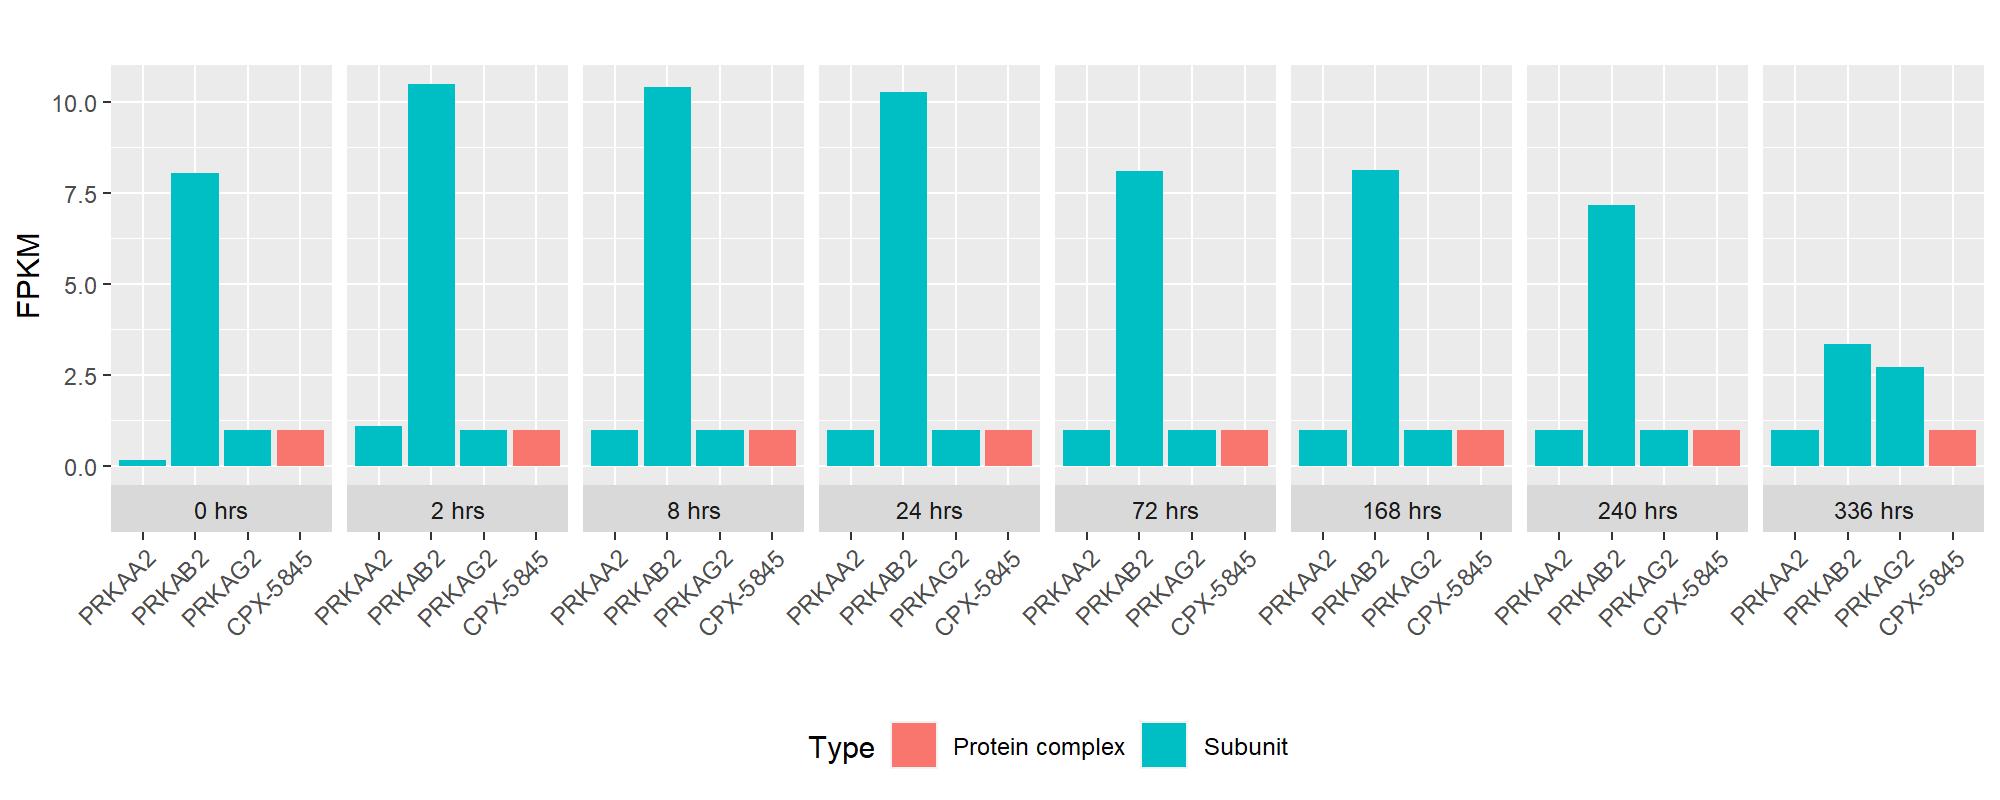 FPKM
10.0
7.5
5.0
2.5
0.0
0 hrs 2 hrs 8 hrs 24 hrs 72 hrs 168 hrs 240 hrs 336 hrs
PRKAA2 PRKAB2 PRKAG2 CPX-5845 PRKAA2 PRKAB2 PRKAG2 CPX-5845 PRKAA2 PRKAB2 PRKAG2 CPX-5845 PRKAA2 PRKAB2 PRKAG2 CPX-5845 PRKAA2 PRKAB2 PRKAG2 CPX-5845 PRKAA2 PRKAB2 PRKAG2 CPX-5845 PRKAA2 PRKAB2 PRKAG2 CPX-5845 PRKAA2 PRKAB2 PRKAG2 CPX-5845
Type Protein complex Subunit